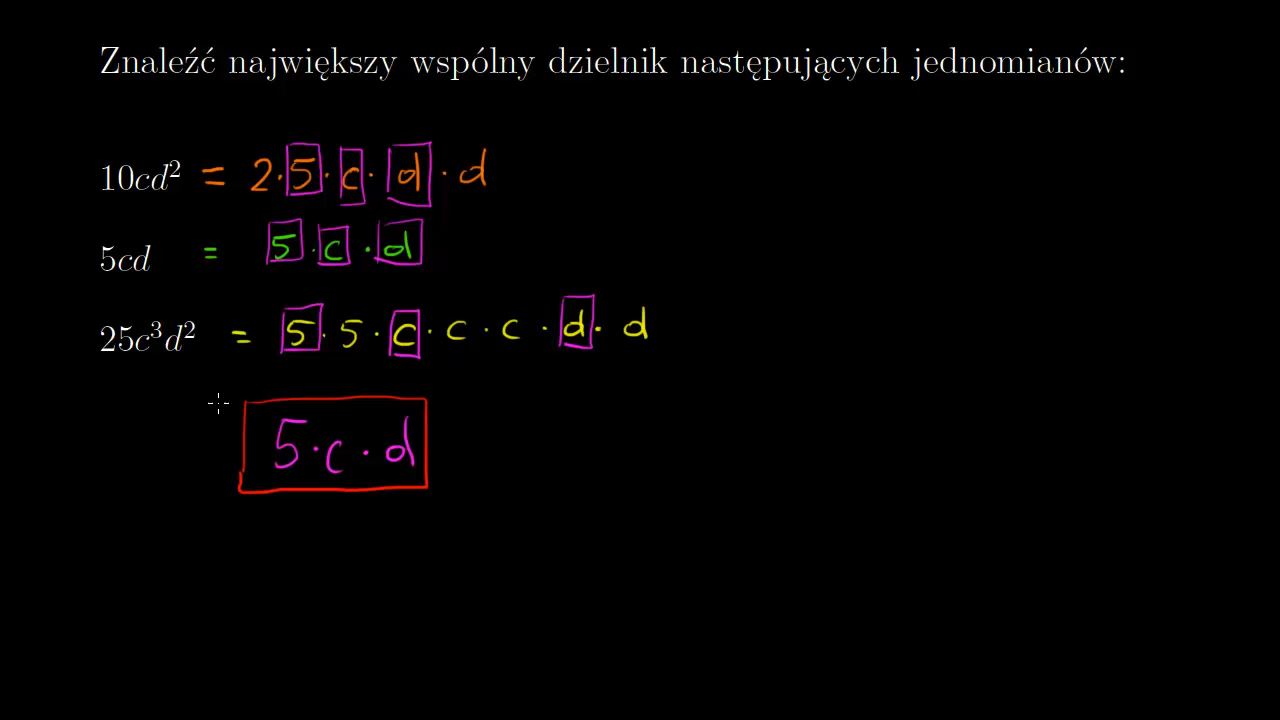 Znaleźć największy wspólny dzielnik następujących jednomianów:
10cd² = 2·5·c·d·d
5cd = 5·c·d
25c³d² = 5·5·c·c·c·d·d
5·c·d